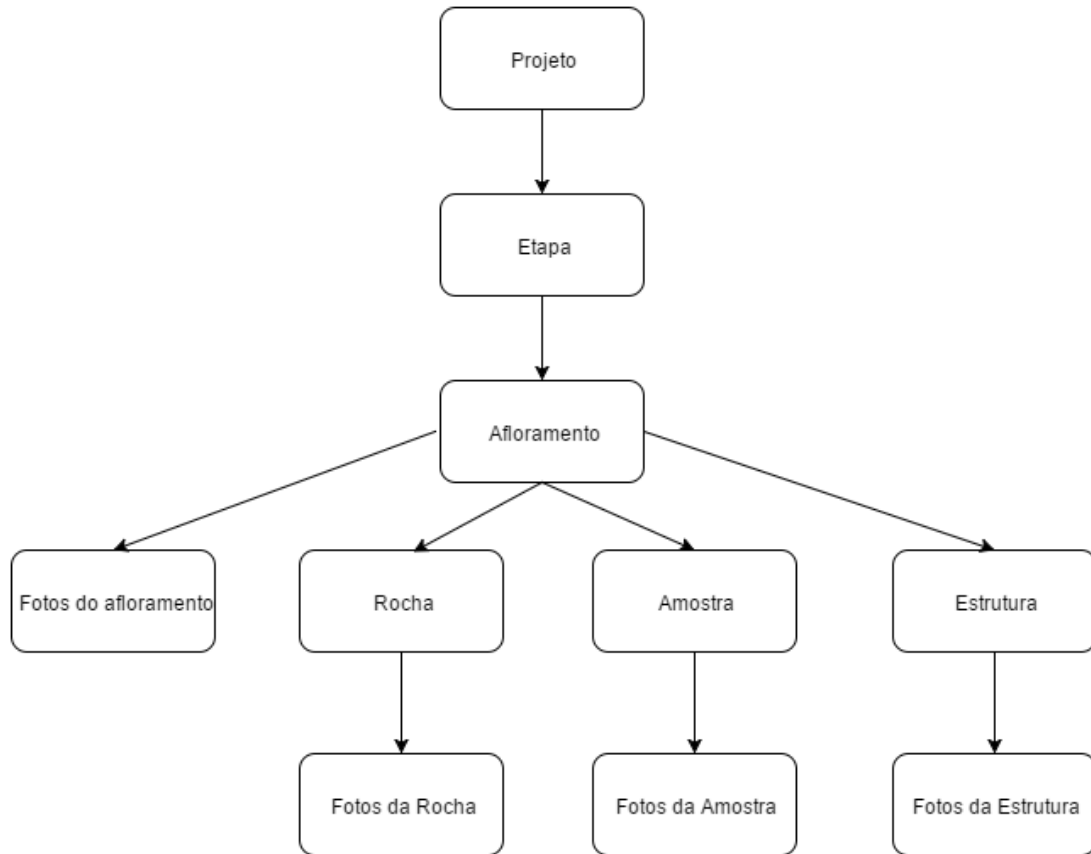 Projeto
Etapa
Afloramento
Fotos do afloramento
Rocha
Amostra
Estrutura
Fotos da Rocha
Fotos da Amostra
Fotos da Estrutura